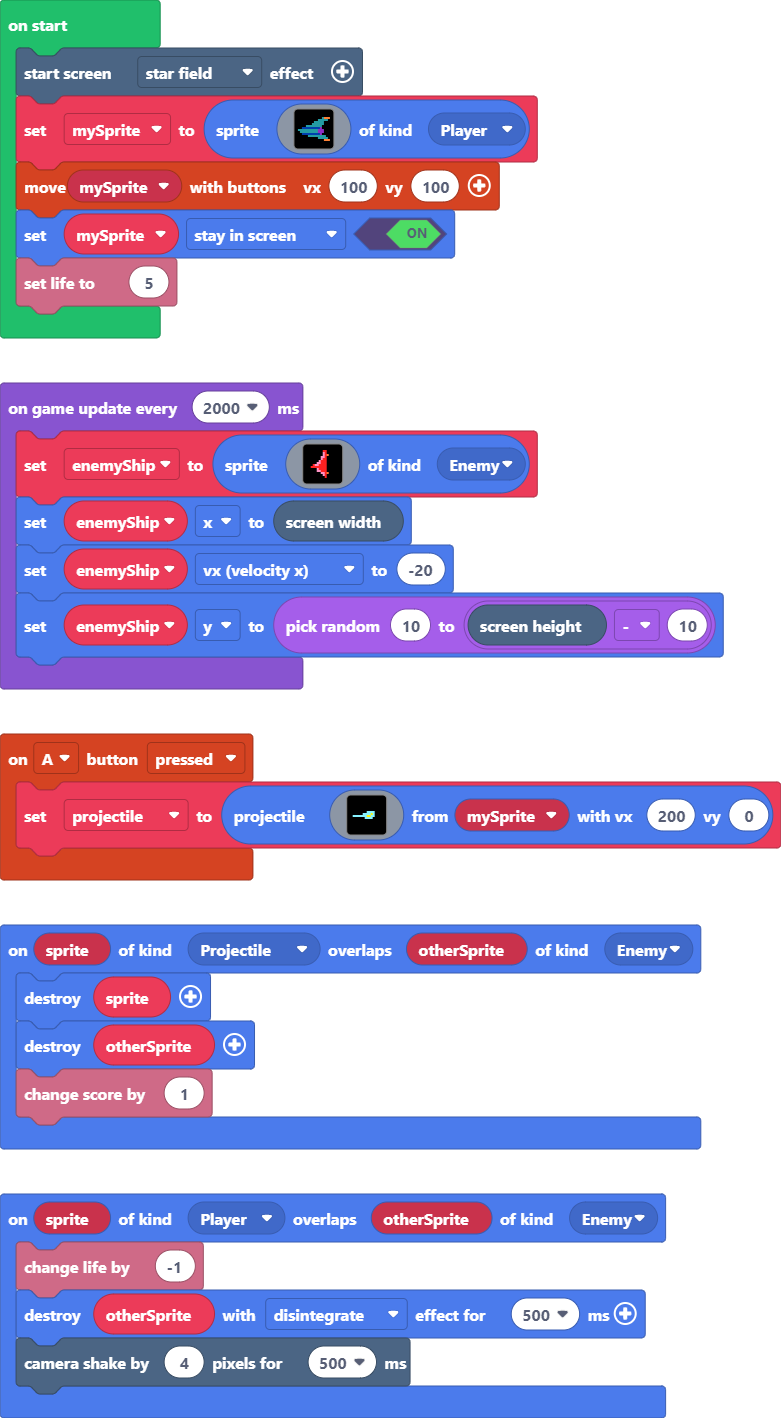 on start
start screen star field effect
set mySprite to sprite of kind Player
move mySprite with buttons vx 100 vy 100
set mySprite stay in screen ON
set life to 5
on game update every 2000 ms
set enemyShip to sprite of kind Enemy
set enemyShip x to screen width
set enemyShip vx (velocity x) to -20
set enemyShip y to pick random 10 to screen height - 10
on A button pressed
set projectile to projectile from mySprite with vx 200 vy 0
on sprite of kind Projectile overlaps otherSprite of kind Enemy
destroy sprite
destroy otherSprite
change score by 1
on sprite of kind Player overlaps otherSprite of kind Enemy
change life by -1
destroy otherSprite with disintegrate effect for 500 ms
camera shake by 4 pixels for 500 ms